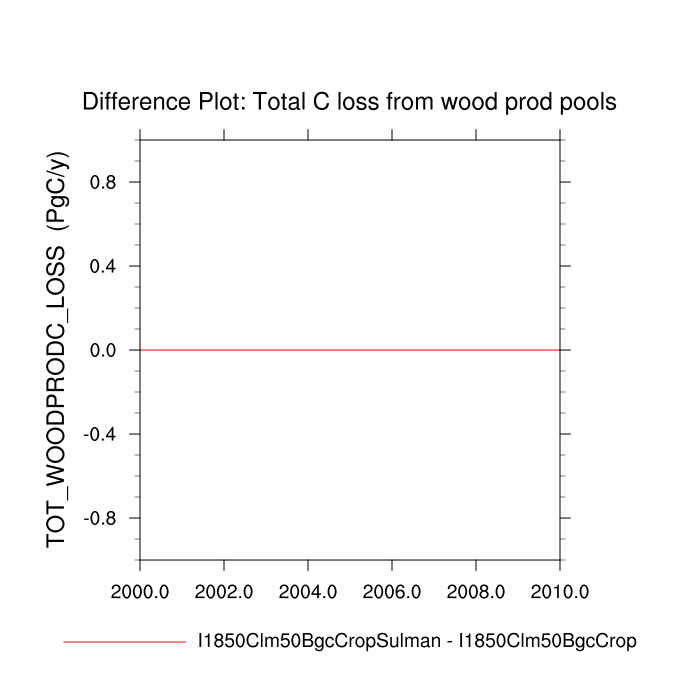 Difference Plot: Total C loss from wood prod pools
TOT_WOODPRODC_LOSS (PgC/y)
0.8
0.4
0.0
-0.4
-0.8
2000.0 2002.0 2004.0 2006.0 2008.0 2010.0
I1850Clm50BgcCropSulman - I1850Clm50BgcCrop